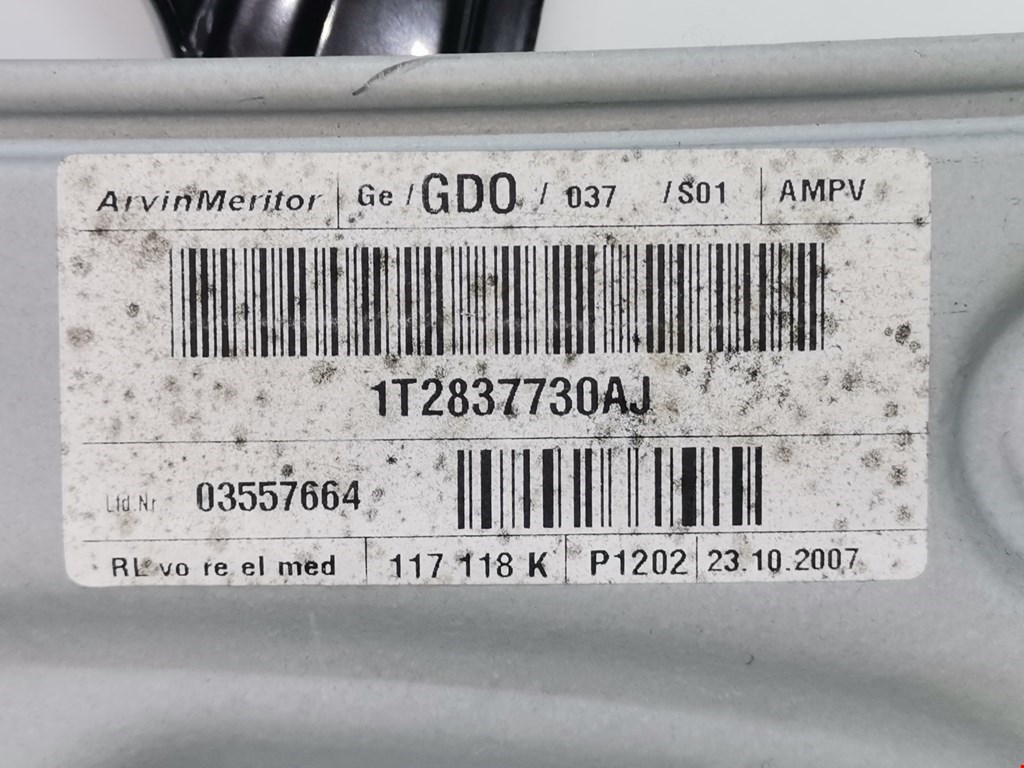 ArvinMeritor Ge / GDO / 037 / S01 AMPV
1T2837730AJ
Lfd.Nr 03557664
RL vo re el med 117 118 K P1202 23.10.2007